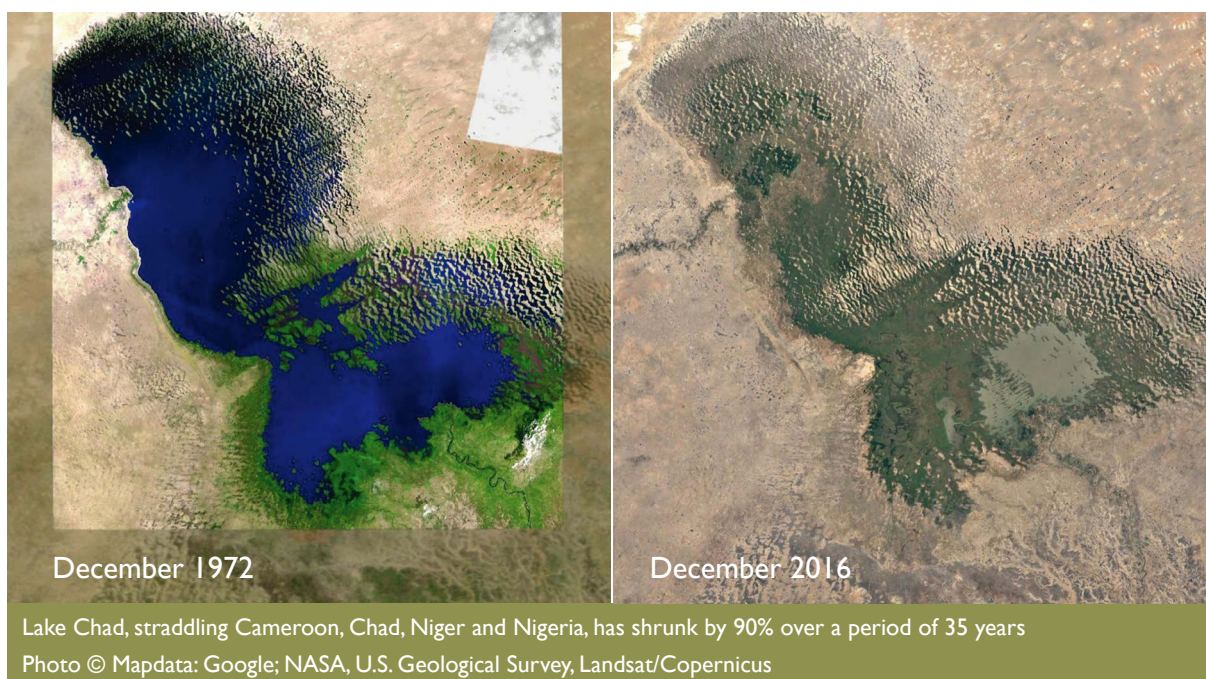 December 1972
December 2016
Lake Chad, straddling Cameroon, Chad, Niger and Nigeria, has shrunk by 90% over a period of 35 years
Photo © Mapdata: Google; NASA, U.S. Geological Survey, Landsat/Copernicus